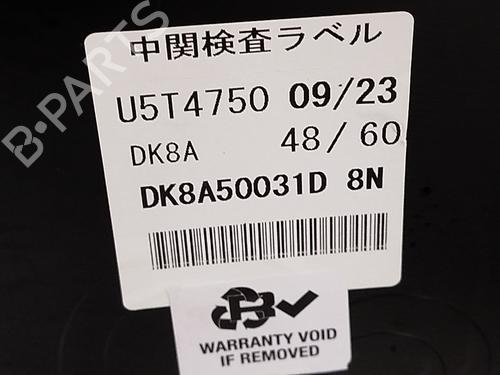 中関検査ラベル
U5T4750 09/23
DK8A 48/60
DK8A50031D 8N
B
WARRANTY VOID
IF REMOVED
B-PARTS